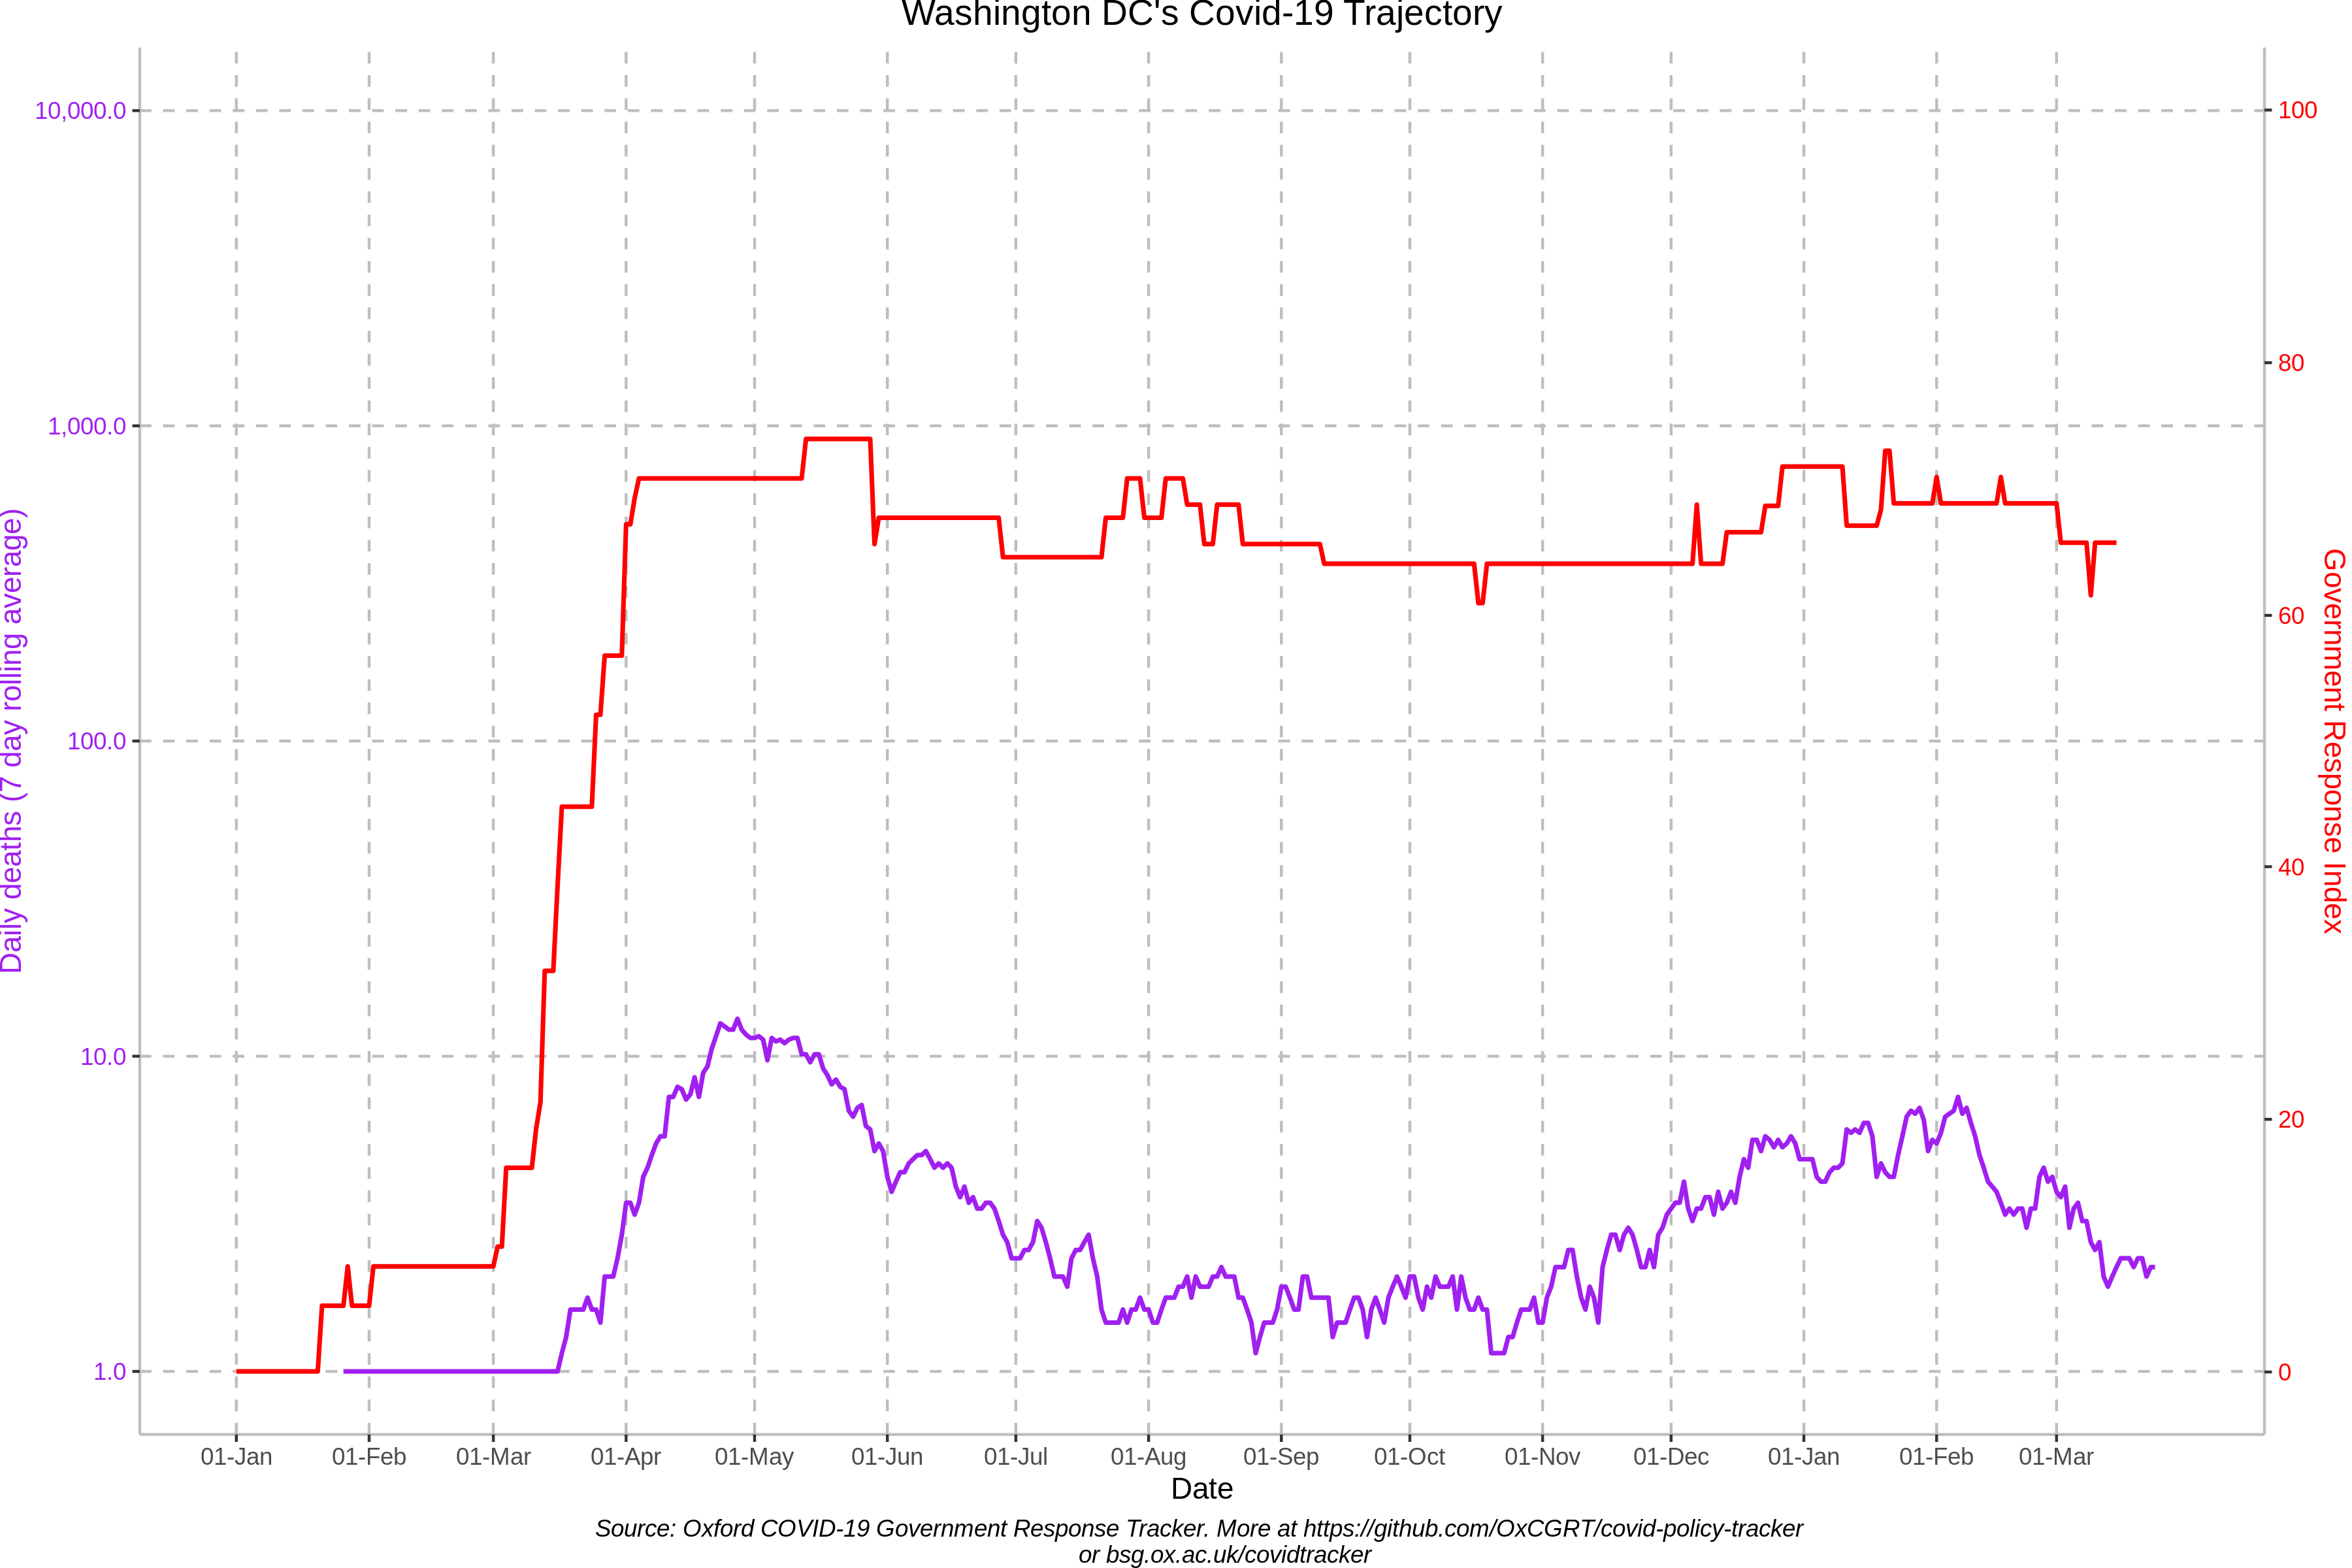 Washington DC's Covid-19 Trajectory
Daily deaths (7 day rolling average)
10,000.0
1,000.0
100.0
10.0
1.0
100
80
60
40
20
0
Government Response Index
01-Jan 01-Feb 01-Mar 01-Apr 01-May 01-Jun 01-Jul 01-Aug 01-Sep 01-Oct 01-Nov 01-Dec 01-Jan 01-Feb 01-Mar
Date
Source: Oxford COVID-19 Government Response Tracker. More at https://github.com/OxCGRT/covid-policy-tracker
or bsg.ox.ac.uk/covidtracker